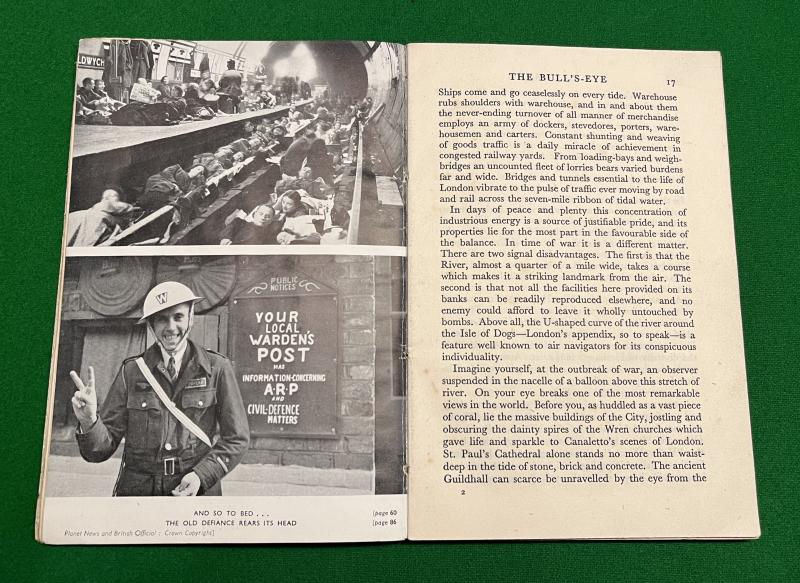 LDWYCH
W
PUBLIC
NOTICES
YOUR
LOCAL
WARDEN'S
POST
HAS
INFORMATION·CONCERNING
A·R·P
AND
CIVIL·DEFENCE
MATTERS
AND SO TO BED . . . [page 60
THE OLD DEFIANCE REARS ITS HEAD [page 86
Planet News and British Official : Crown Copyright]
THE BULL'S-EYE 17
Ships come and go ceaselessly on every tide. Warehouse
rubs shoulders with warehouse, and in and about them
the never-ending turnover of all manner of merchandise
employs an army of dockers, stevedores, porters, ware-
housemen and carters. Constant shunting and weaving
of goods traffic is a daily miracle of achievement in
congested railway yards. From loading-bays and weigh-
bridges an uncounted fleet of lorries bears varied burdens
far and wide. Bridges and tunnels essential to the life of
London vibrate to the pulse of traffic ever moving by road
and rail across the seven-mile ribbon of tidal water.
In days of peace and plenty this concentration of
industrious energy is a source of justifiable pride, and its
properties lie for the most part in the favourable side of
the balance. In time of war it is a different matter.
There are two signal disadvantages. The first is that the
River, almost a quarter of a mile wide, takes a course
which makes it a striking landmark from the air. The
second is that not all the facilities here provided on its
banks can be readily reproduced elsewhere, and no
enemy could afford to leave it wholly untouched by
bombs. Above all, the U-shaped curve of the river around
the Isle of Dogs—London's appendix, so to speak—is a
feature well known to air navigators for its conspicuous
individuality.
Imagine yourself, at the outbreak of war, an observer
suspended in the nacelle of a balloon above this stretch of
river. On your eye breaks one of the most remarkable
views in the world. Before you, as huddled as a vast piece
of coral, lie the massive buildings of the City, jostling and
obscuring the dainty spires of the Wren churches which
gave life and sparkle to Canaletto's scenes of London.
St. Paul's Cathedral alone stands no more than waist-
deep in the tide of stone, brick and concrete. The ancient
Guildhall can scarce be unravelled by the eye from the
2